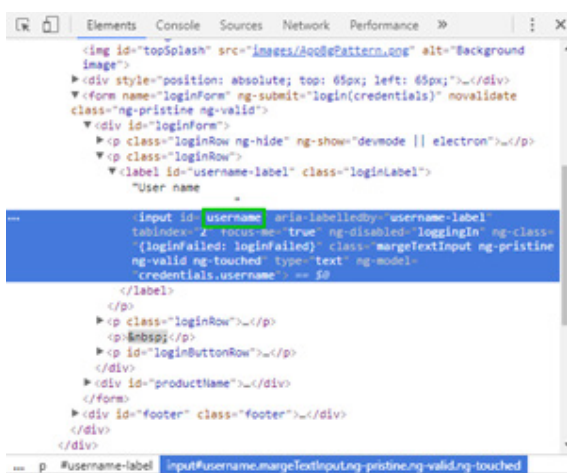 Elements Console Sources Network Performance »
<img id="topSplash" src="images/AppBgPattern.png" alt="Background
image">
▶<div style="position: absolute; top: 65px; left: 65px;">…</div>
▼<form name="loginForm" ng-submit="login(credentials)" novalidate
class="ng-pristine ng-valid">
▼<div id="loginForm">
▶<p class="loginRow ng-hide" ng-show="devmode || electron">…</p>
▼<p class="loginRow">
▼<label id="username-label" class="loginLabel">
"User name
"
<input id="username" aria-labelledby="username-label"
tabindex="2" focus-me="true" ng-disabled="loggingIn" ng-class=
"{loginFailed: loginFailed}" class="margeTextInput ng-pristine
ng-valid ng-touched" type="text" ng-model=
"credentials.username"> == $0
</label>
</p>
▶<p class="loginRow">…</p>
<p>&nbsp;</p>
▶<p id="loginButtonRow">…</p>
</div>
▶<div id="productName">…</div>
</form>
▶<div id="footer" class="footer">…</div>
</div>
</div>
... p #username-label input#username.margeTextInput.ng-pristine.ng-valid.ng-touched